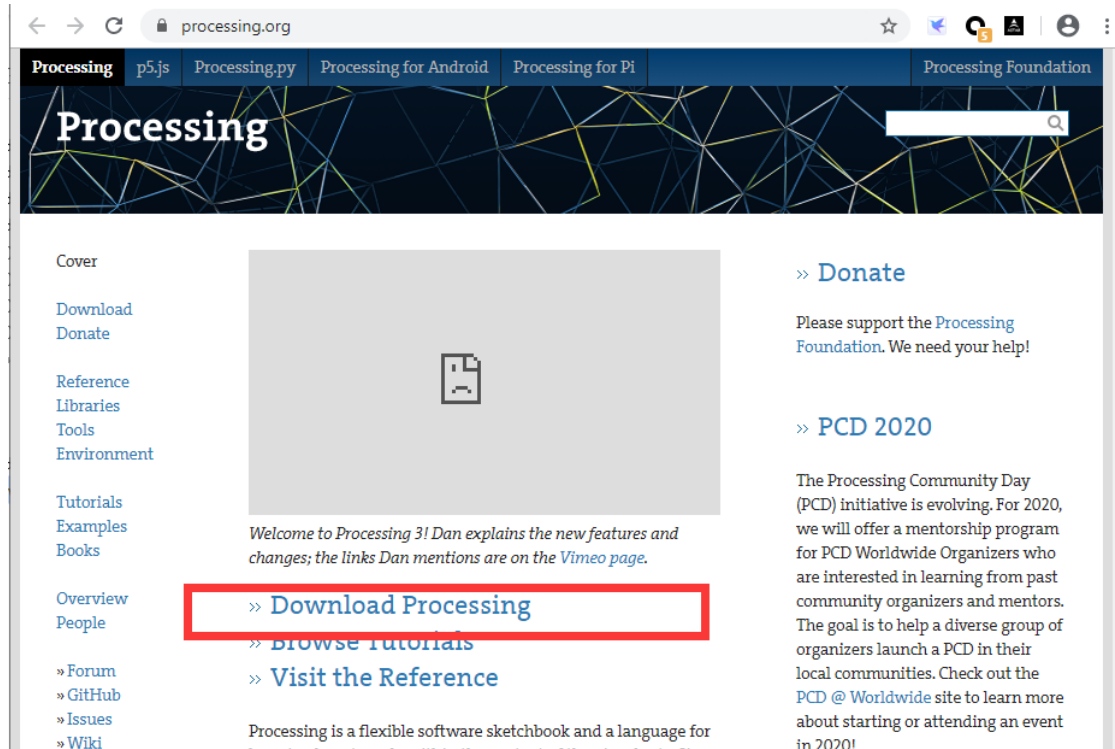 processing.org
Processing p5.js Processing.py Processing for Android Processing for Pi Processing Foundation
Processing
Cover
Download
Donate
Reference
Libraries
Tools
Environment
Tutorials
Examples
Books
Overview
People
» Forum
» GitHub
» Issues
» Wiki
Welcome to Processing 3! Dan explains the new features and
changes; the links Dan mentions are on the Vimeo page.
» Download Processing
» Browse Tutorials
» Visit the Reference
Processing is a flexible software sketchbook and a language for
» Donate
Please support the Processing
Foundation. We need your help!
» PCD 2020
The Processing Community Day
(PCD) initiative is evolving. For 2020,
we will offer a mentorship program
for PCD Worldwide Organizers who
are interested in learning from past
community organizers and mentors.
The goal is to help a diverse group of
organizers launch a PCD in their
local communities. Check out the
PCD @ Worldwide site to learn more
about starting or attending an event
in 2020!